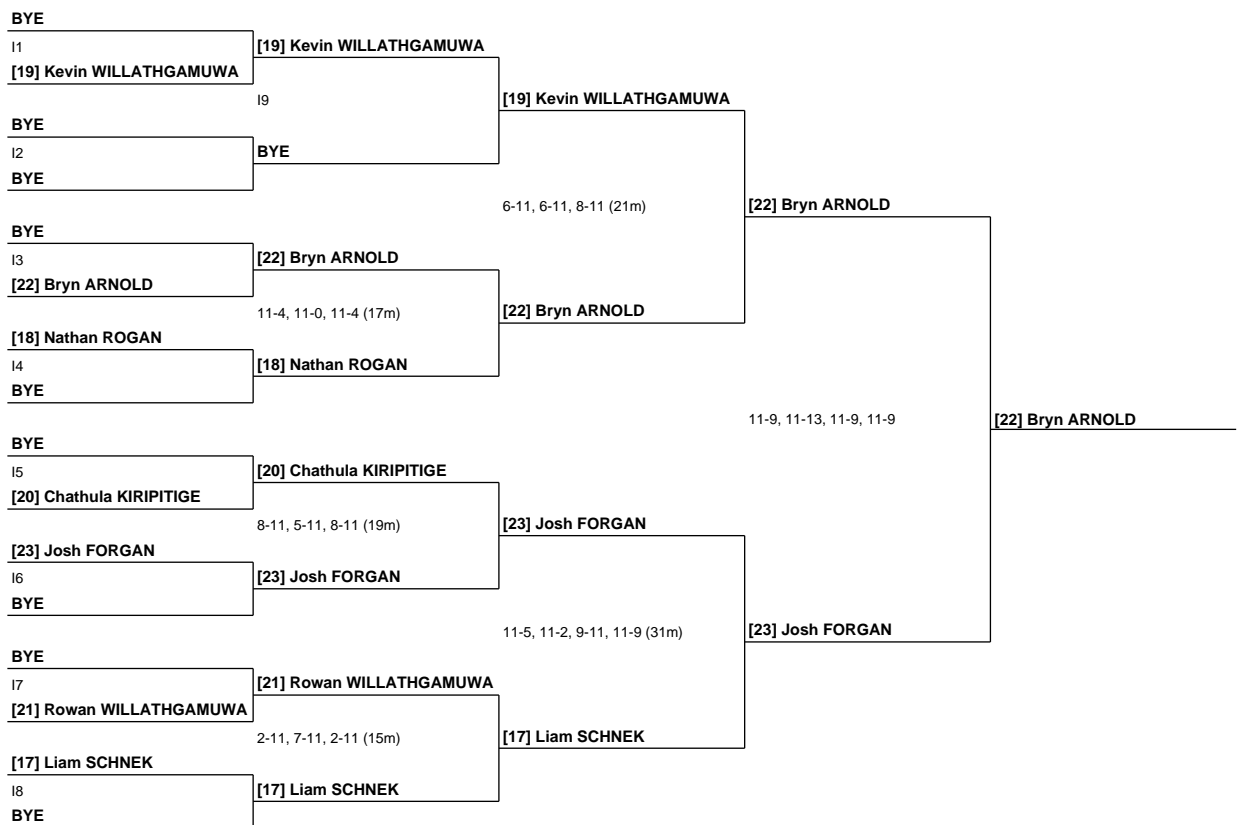 BYE
I1
[19] Kevin WILLATHGAMUWA
BYE
I2
BYE
BYE
I3
[22] Bryn ARNOLD
[18] Nathan ROGAN
I4
BYE
BYE
I5
[20] Chathula KIRIPITIGE
[23] Josh FORGAN
I6
BYE
BYE
I7
[21] Rowan WILLATHGAMUWA
[17] Liam SCHNEK
I8
BYE
[19] Kevin WILLATHGAMUWA
I9
BYE
[22] Bryn ARNOLD
11-4, 11-0, 11-4 (17m)
[18] Nathan ROGAN
[20] Chathula KIRIPITIGE
8-11, 5-11, 8-11 (19m)
[23] Josh FORGAN
[21] Rowan WILLATHGAMUWA
2-11, 7-11, 2-11 (15m)
[17] Liam SCHNEK
[19] Kevin WILLATHGAMUWA
6-11, 6-11, 8-11 (21m)
[22] Bryn ARNOLD
[23] Josh FORGAN
11-5, 11-2, 9-11, 11-9 (31m)
[17] Liam SCHNEK
[22] Bryn ARNOLD
11-9, 11-13, 11-9, 11-9
[23] Josh FORGAN
[22] Bryn ARNOLD